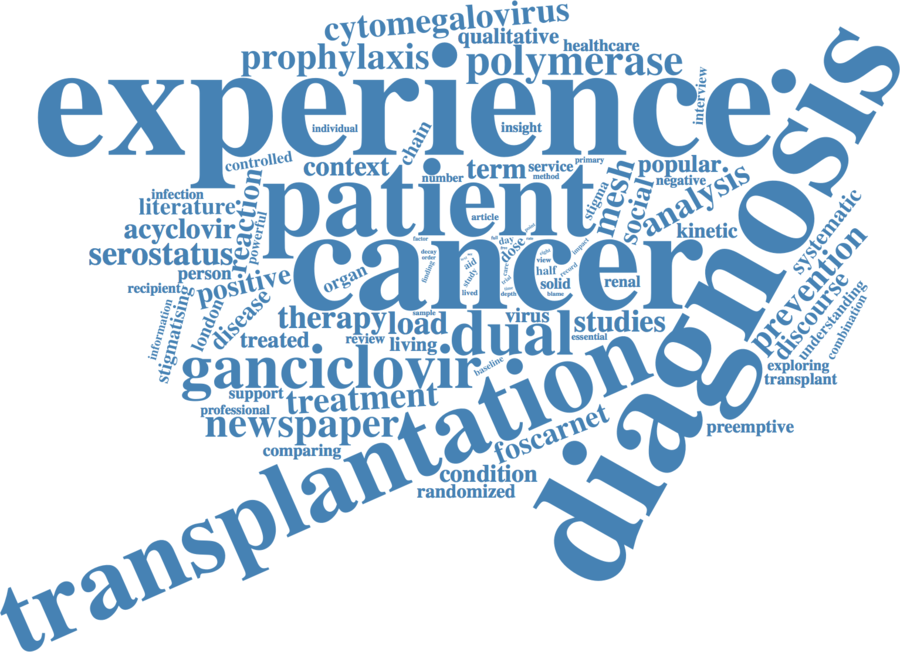 cytomegalovirus
qualitative
healthcare
prophylaxis
polymerase
interview
experience
individual
insight
chain
controlled
context
number
term
service
primary
method
popular
negative
mesh
stigma
social
analysis
patient
infection
literature
reaction
powerful
acyclovir
article
kinetic
systematic
serostatus
person
positive
organ
recipient
cancer
factor
decay
order
finding
aid
study
lived
day
dose
care
view
half
solid
depth
blame
record
impact
renal
diagnosis
prevention
discourse
understanding
combination
information
stigmatising
london
disease
therapy
load
sample
virus
studies
essential
dual
treated
review
living
exploring
transplant
ganciclovir
baseline
support
treatment
professional
newspaper
foscarnet
preemptive
comparing
condition
randomized
transplantation